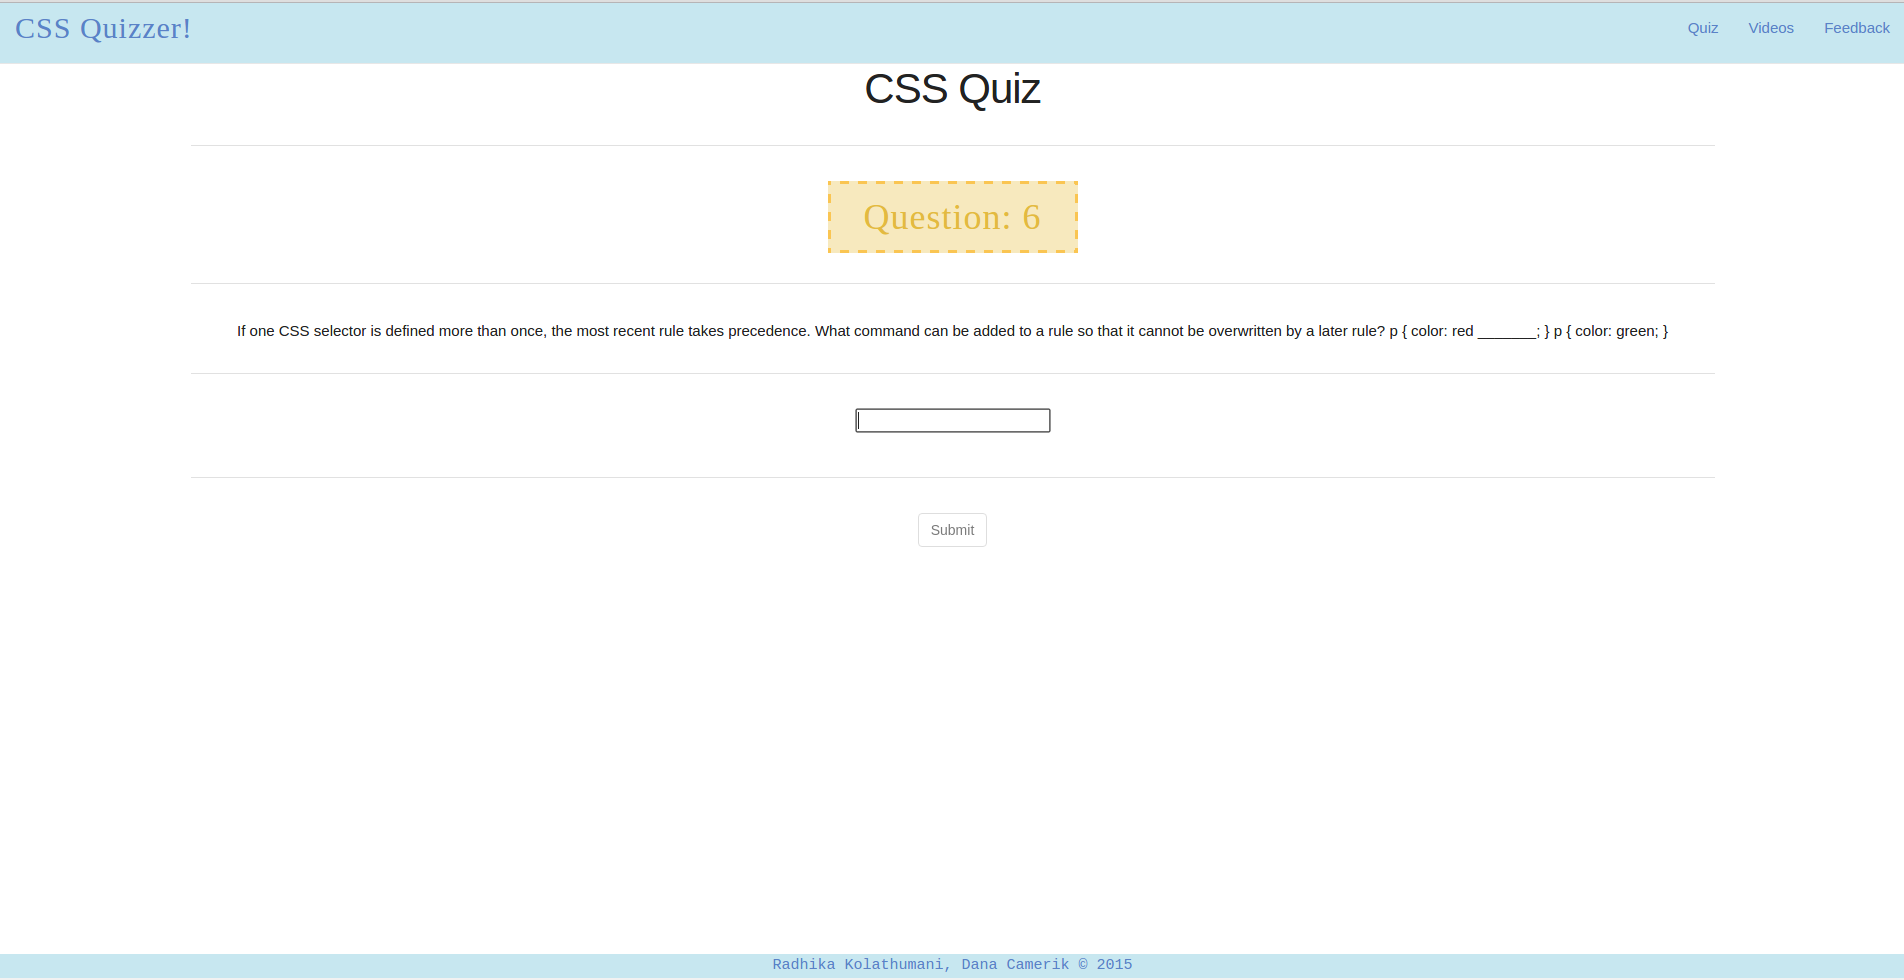 CSS Quizzer!
Quiz Videos Feedback
CSS Quiz
Question: 6
If one CSS selector is defined more than once, the most recent rule takes precedence. What command can be added to a rule so that it cannot be overwritten by a later rule? p { color: red _______; } p { color: green; }
Submit
Radhika Kolathumani, Dana Camerik © 2015